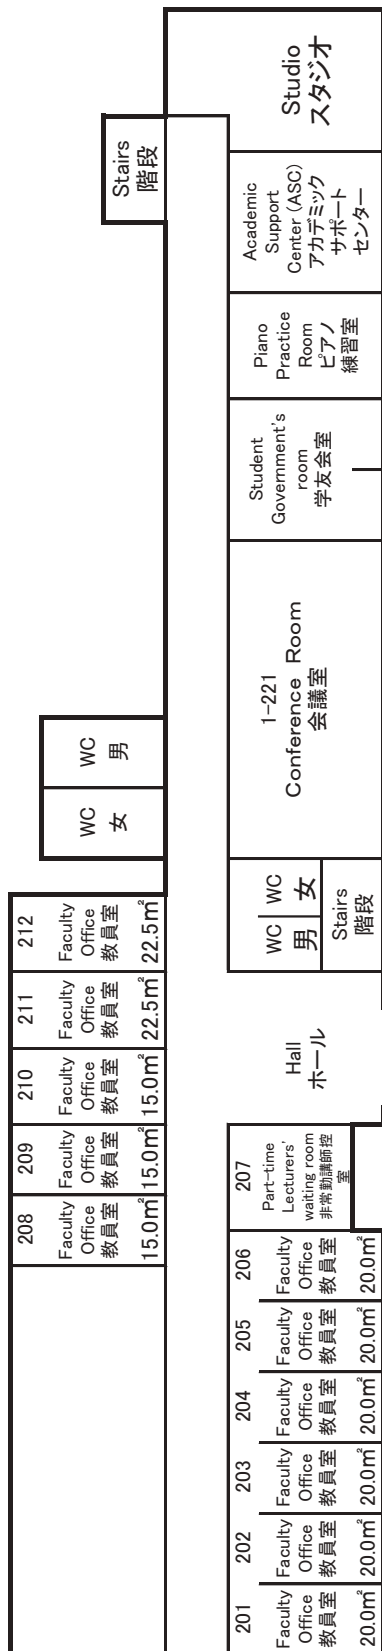 208
Faculty
Office
教員室
15.0㎡
209
Faculty
Office
教員室
15.0㎡
210
Faculty
Office
教員室
15.0㎡
211
Faculty
Office
教員室
22.5㎡
212
Faculty
Office
教員室
22.5㎡
WC
女
WC
男
Stairs
階段
201
Faculty
Office
教員室
20.0㎡
202
Faculty
Office
教員室
20.0㎡
203
Faculty
Office
教員室
20.0㎡
204
Faculty
Office
教員室
20.0㎡
205
Faculty
Office
教員室
20.0㎡
206
Faculty
Office
教員室
20.0㎡
207
Part-time
Lecturers'
waiting room
非常勤講師控
室
Hall
ホール
WC
男
WC
女
Stairs
階段
1-221
Conference Room
会議室
Student
Government's
room
学友会室
Piano
Practice
Room
ピアノ
練習室
Academic
Support
Center (ASC)
アカデミック
サポート
センター
Studio
スタジオ